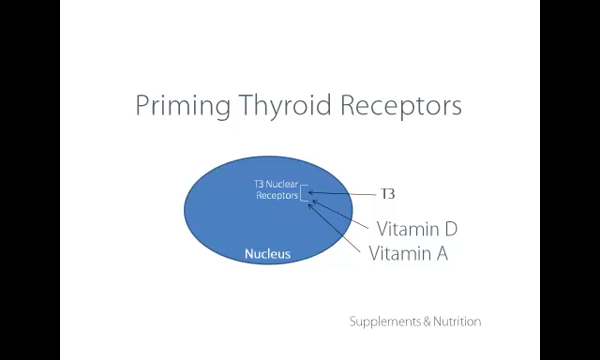 Priming Thyroid Receptors
T3 Nuclear
Receptors
T3
Vitamin D
Vitamin A
Nucleus
Supplements & Nutrition